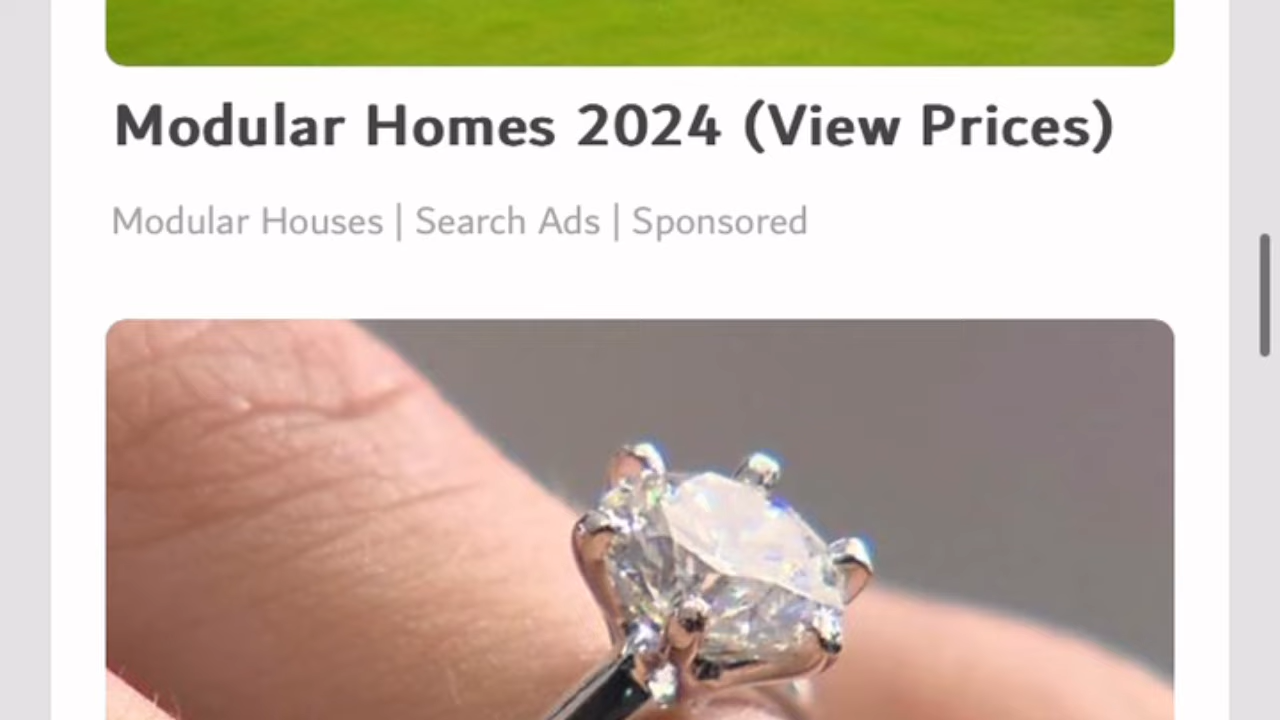 Modular Homes 2024 (View Prices)
Modular Houses | Search Ads | Sponsored